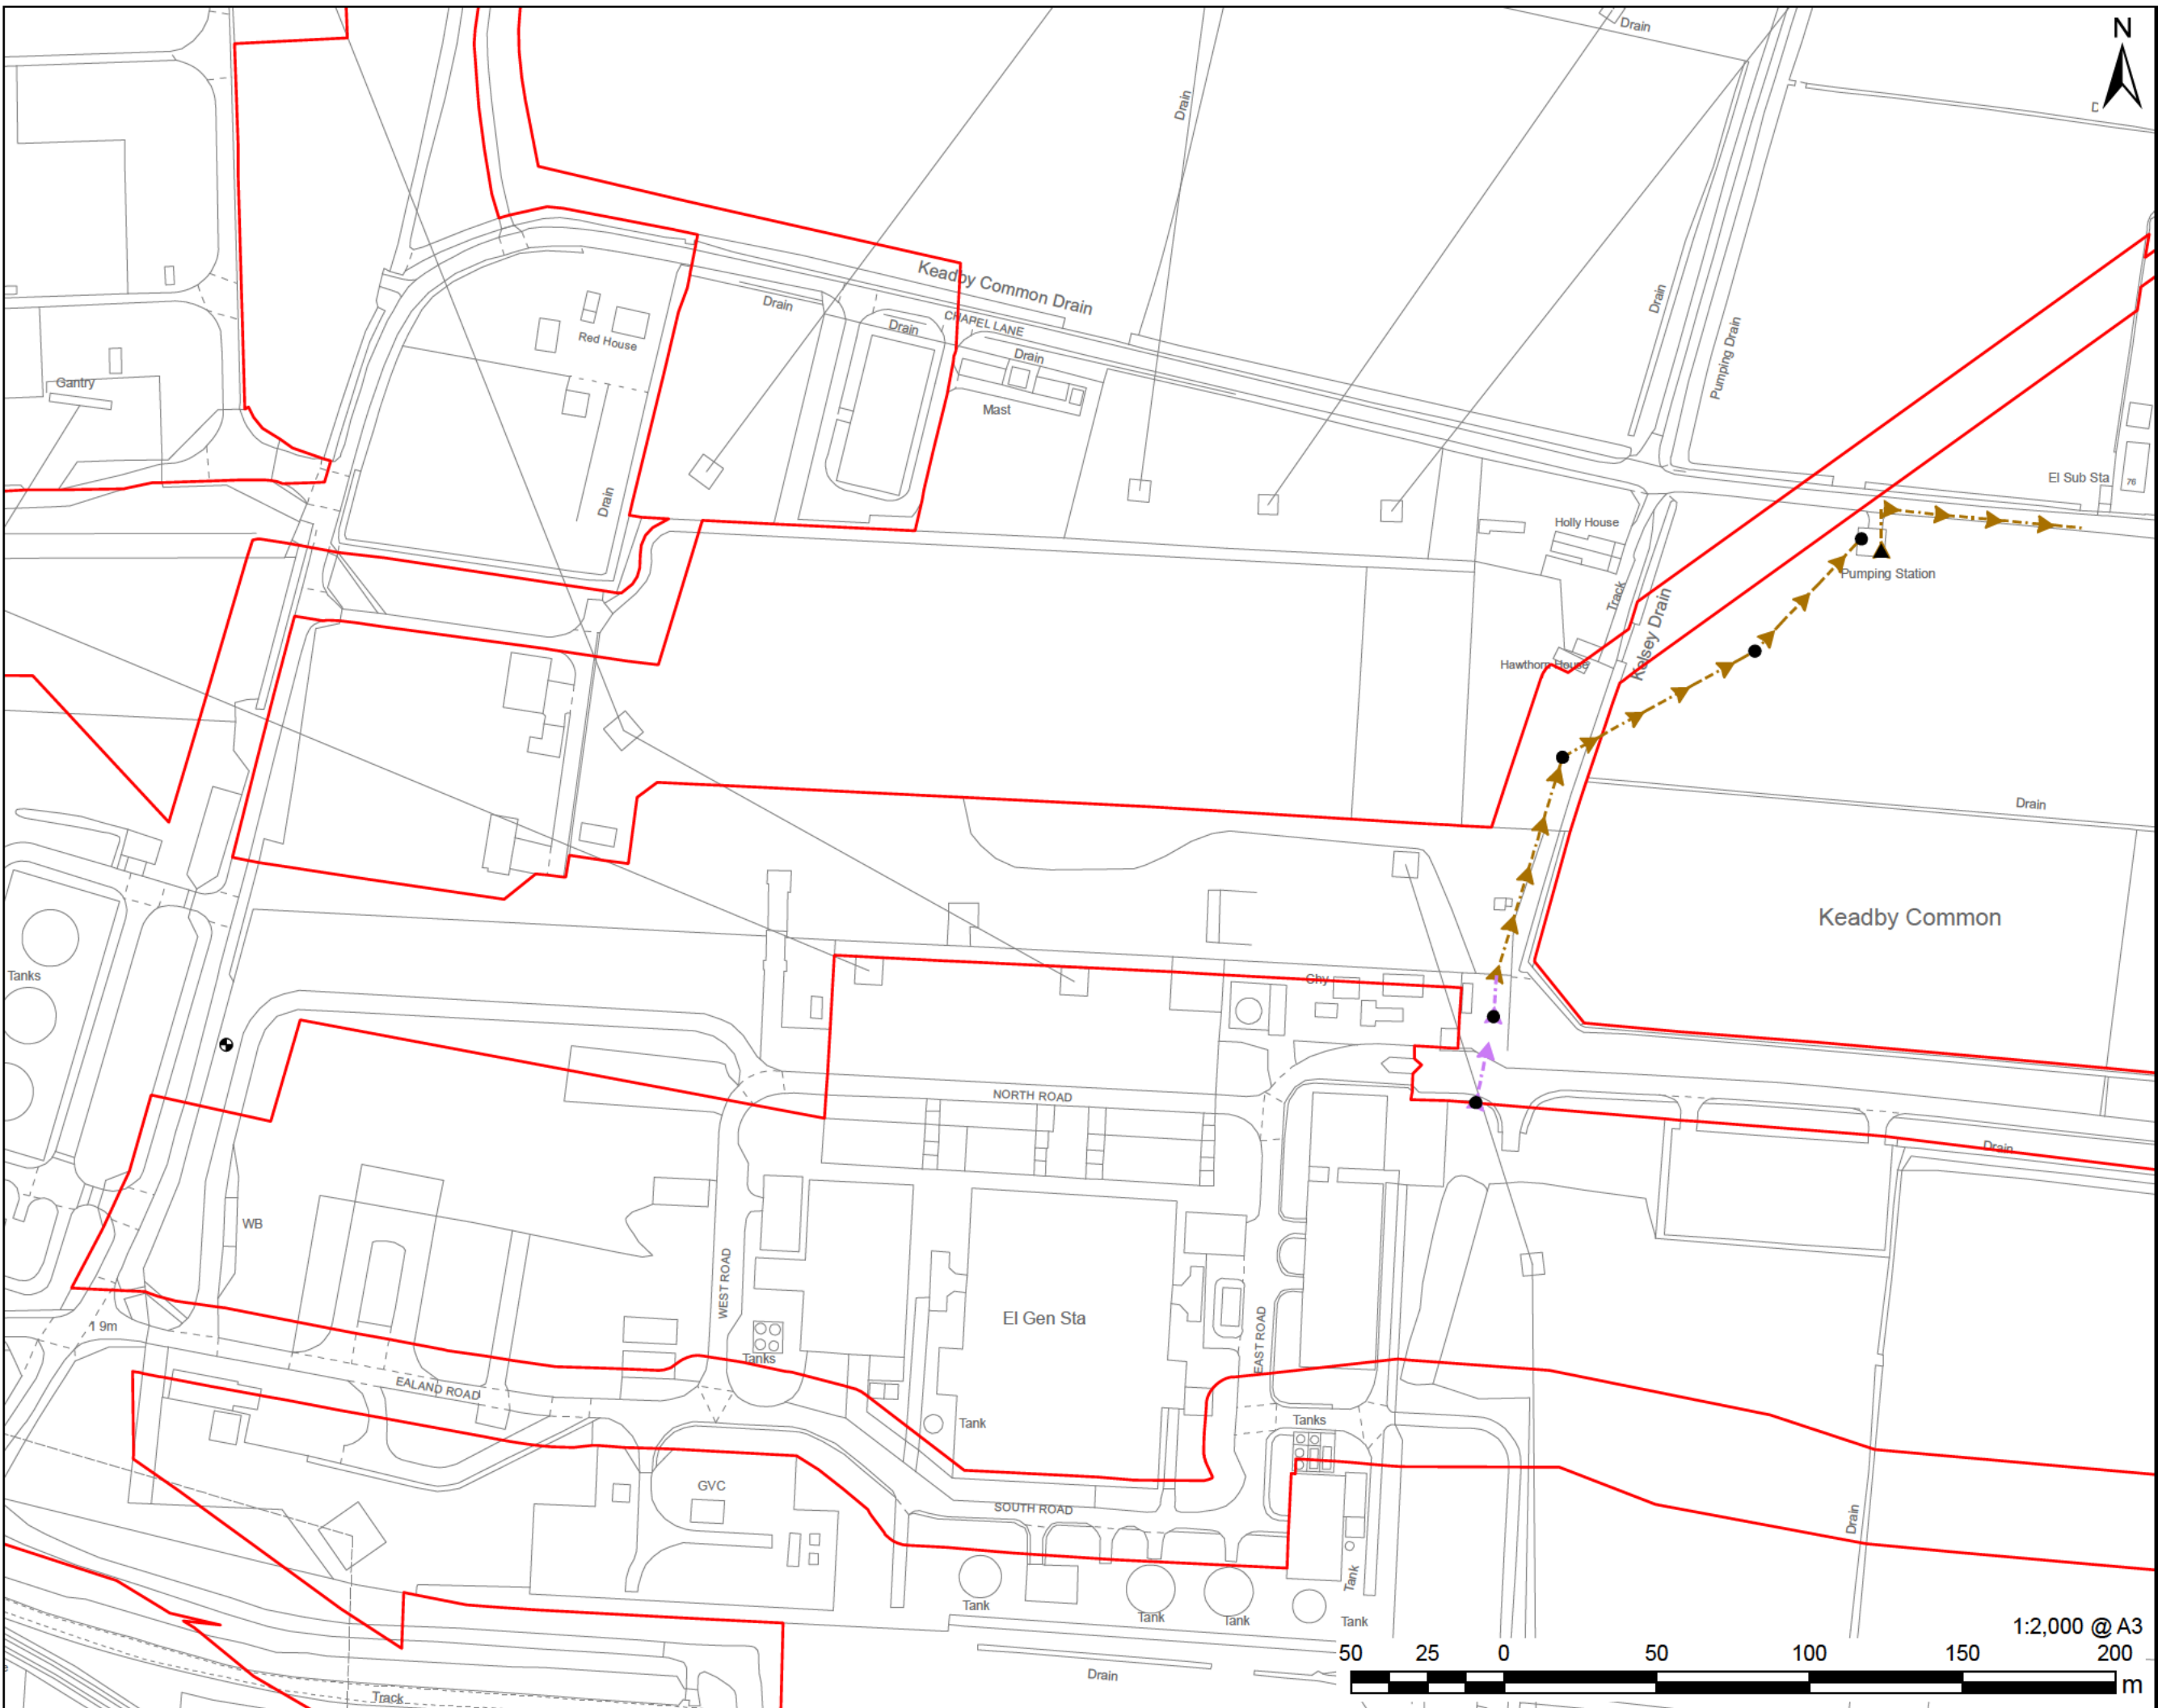 Drain
N
Drain
Keadby Common Drain
Drain
Drain
CHAPEL LANE
Drain
Drain
Pumping Drain
Red House
Gantry
Mast
El Sub Sta
76
Drain
Holly House
Pumping Station
Track
Kelsey Drain
Hawthorn House
Drain
Keadby Common
Tanks
Chy
NORTH ROAD
Drain
WB
WEST ROAD
El Gen Sta
EAST ROAD
1 9m
Tanks
EALAND ROAD
Tank
Tanks
GVC
SOUTH ROAD
Drain
Tank
Tank
Tank
Tank
Tank
Drain
Track
1:2,000 @ A3
50 25 0 50 100 150 200
m